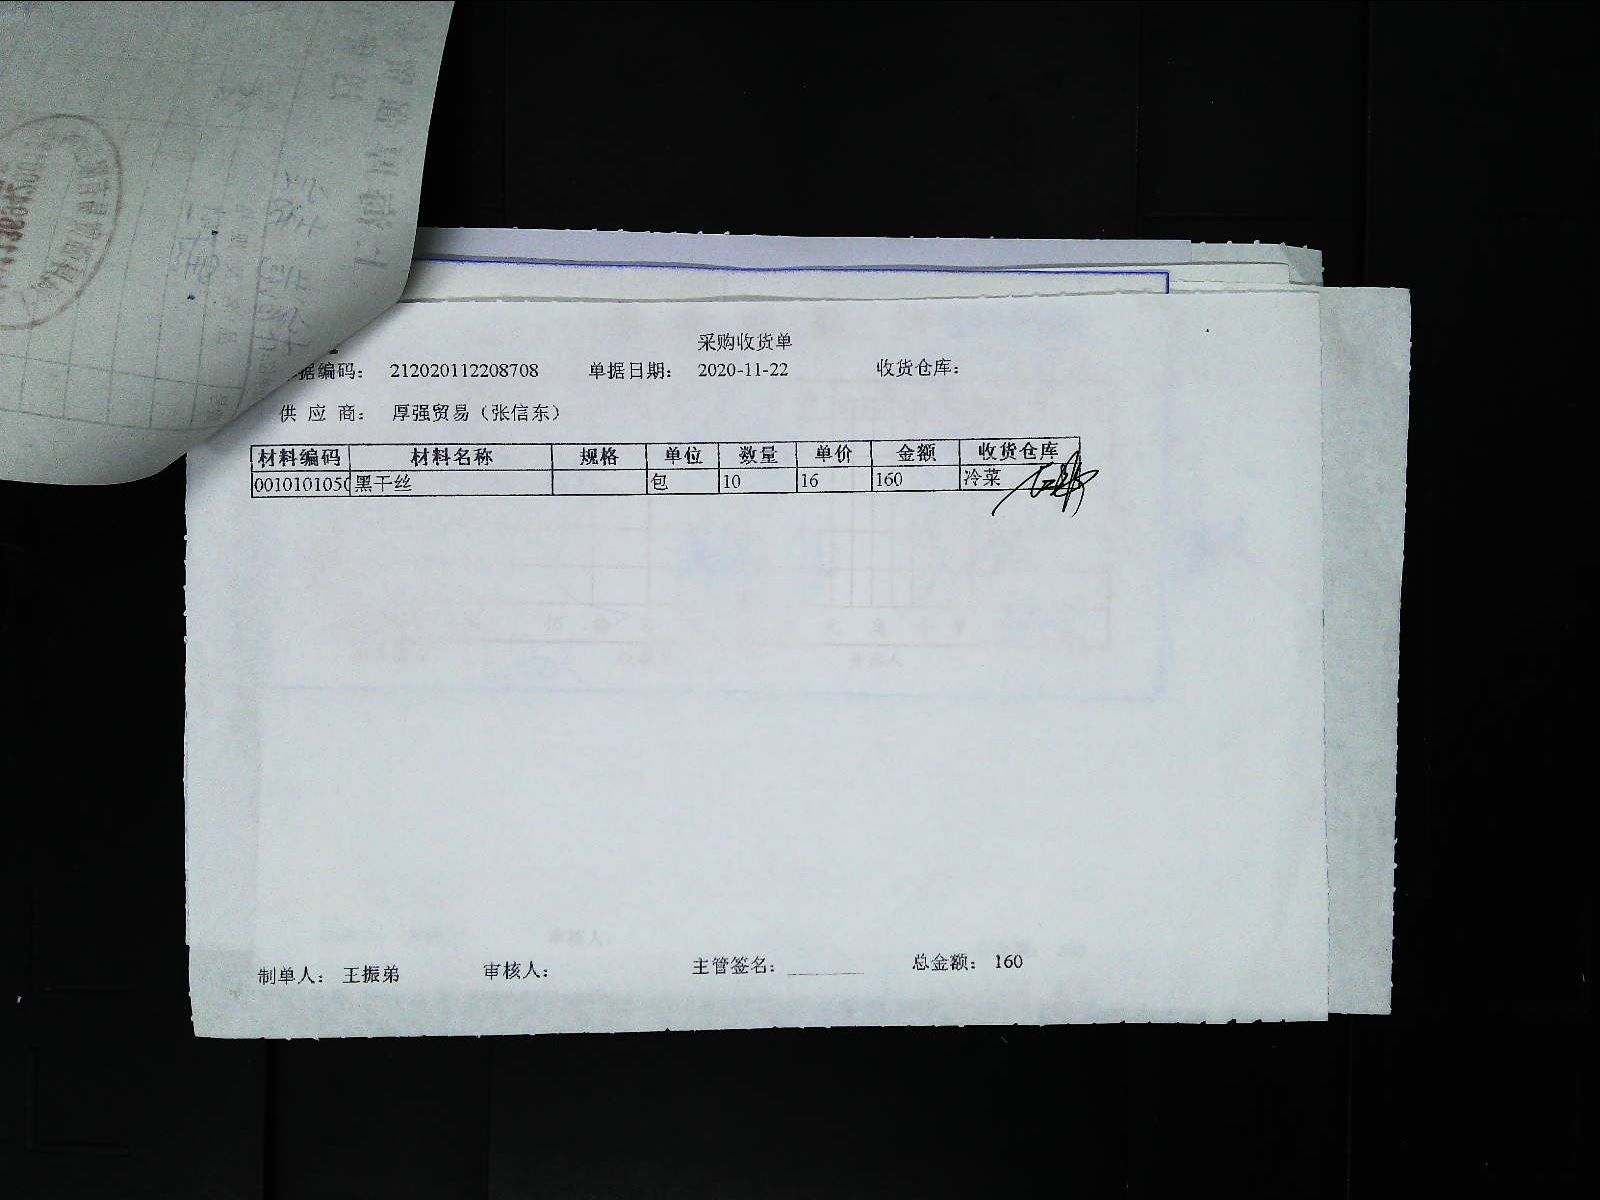 采购收货单
据编码： 212020112208708 单据日期： 2020-11-22 收货仓库：
供 应 商： 厚强贸易（张信东）
材料编码 材料名称 规格 单位 数量 单价 金额 收货仓库
0010101050 黑干丝 包 10 16 160 冷菜
制单人： 王振弟 审核人： 主管签名： 总金额： 160